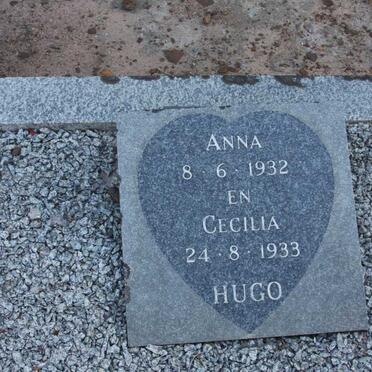 ANNA
8 · 6 · 1932
EN
CECILIA
24 · 8 · 1933
HUGO